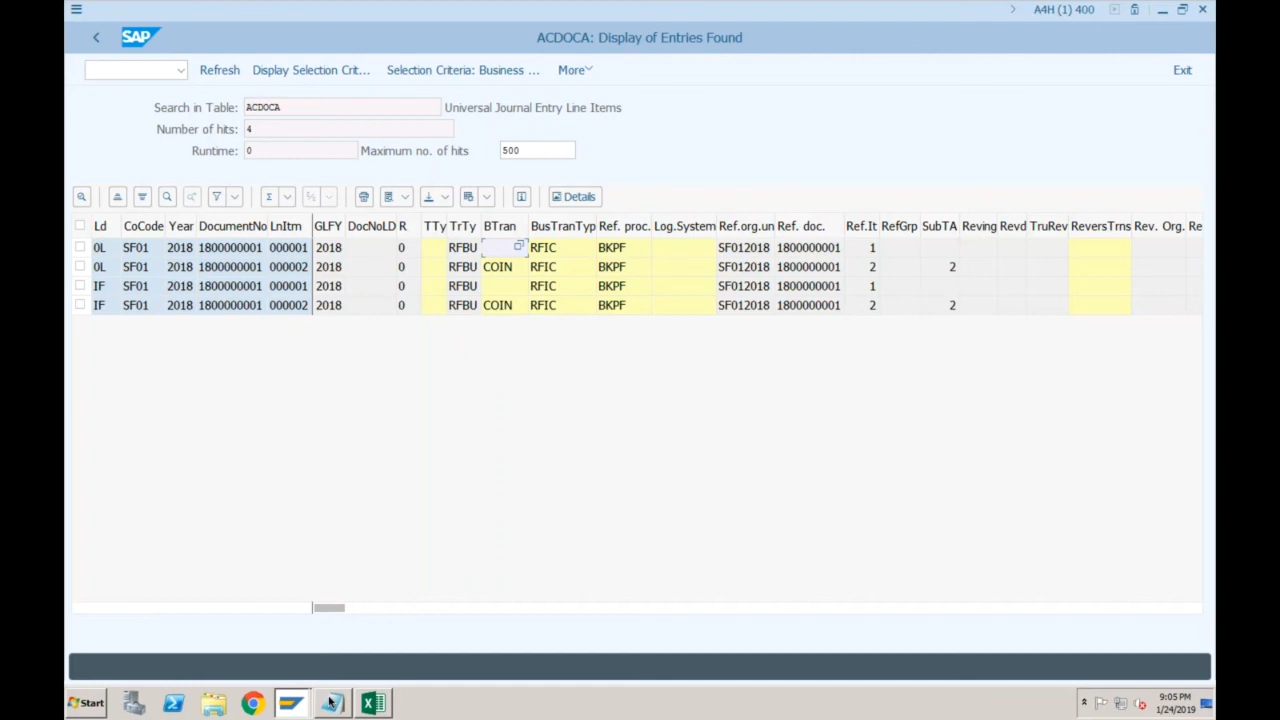 A4H (1) 400
SAP ACDOCA: Display of Entries Found
Refresh Display Selection Crit... Selection Criteria: Business ... More Exit
Search in Table: ACDOCA Universal Journal Entry Line Items
Number of hits: 4
Runtime: 0 Maximum no. of hits 500
Details
Ld CoCode Year DocumentNo LnItm GLFY DocNoLD R TTy TrTy BTran BusTranTyp Ref. proc. Log.System Ref.org.un Ref. doc. Ref.It RefGrp SubTA Reving Revd TruRev ReversTrns Rev. Org. Re
0L SF01 2018 1800000001 000001 2018 0 RFBU RFIC BKPF SF012018 1800000001 1
0L SF01 2018 1800000001 000002 2018 0 RFBU COIN RFIC BKPF SF012018 1800000001 2 2
IF SF01 2018 1800000001 000001 2018 0 RFBU RFIC BKPF SF012018 1800000001 1
IF SF01 2018 1800000001 000002 2018 0 RFBU COIN RFIC BKPF SF012018 1800000001 2 2
Start
9:05 PM
1/24/2019